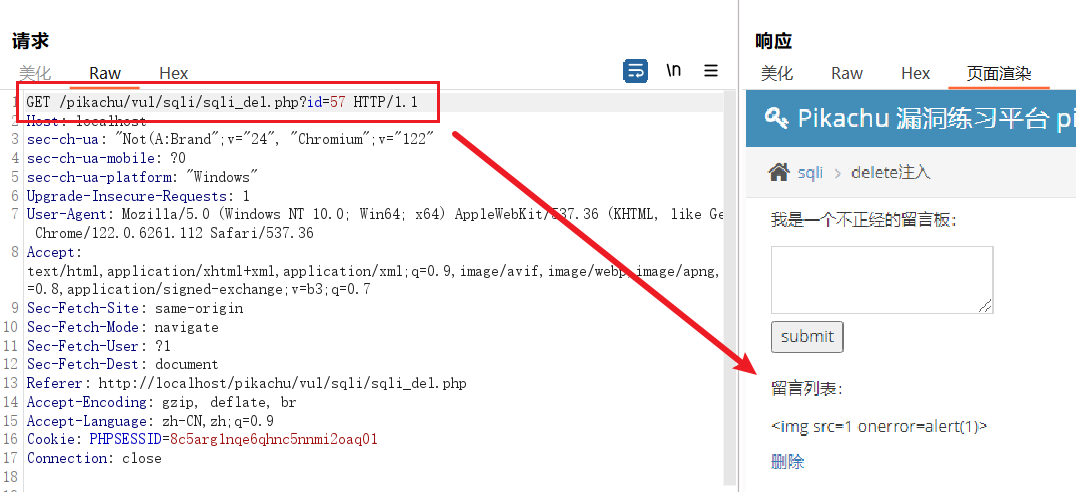 请求
美化 Raw Hex \n
1 GET /pikachu/vul/sqli/sqli_del.php?id=57 HTTP/1.1
2 Host: localhost
3 sec-ch-ua: "Not(A:Brand";v="24", "Chromium";v="122"
4 sec-ch-ua-mobile: ?0
5 sec-ch-ua-platform: "Windows"
6 Upgrade-Insecure-Requests: 1
7 User-Agent: Mozilla/5.0 (Windows NT 10.0; Win64; x64) AppleWebKit/537.36 (KHTML, like Ge
Chrome/122.0.6261.112 Safari/537.36
8 Accept:
text/html,application/xhtml+xml,application/xml;q=0.9,image/avif,image/webp,image/apng,
=0.8,application/signed-exchange;v=b3;q=0.7
9 Sec-Fetch-Site: same-origin
10 Sec-Fetch-Mode: navigate
11 Sec-Fetch-User: ?1
12 Sec-Fetch-Dest: document
13 Referer: http://localhost/pikachu/vul/sqli/sqli_del.php
14 Accept-Encoding: gzip, deflate, br
15 Accept-Language: zh-CN,zh;q=0.9
16 Cookie: PHPSESSID=8c5arg1nqe6qhnc5nnmi2oaq01
17 Connection: close
18
响应
美化 Raw Hex 页面渲染
Pikachu 漏洞练习平台 pi
sqli > delete注入
我是一个不正经的留言板:
submit
留言列表:
<img src=1 onerror=alert(1)>
删除